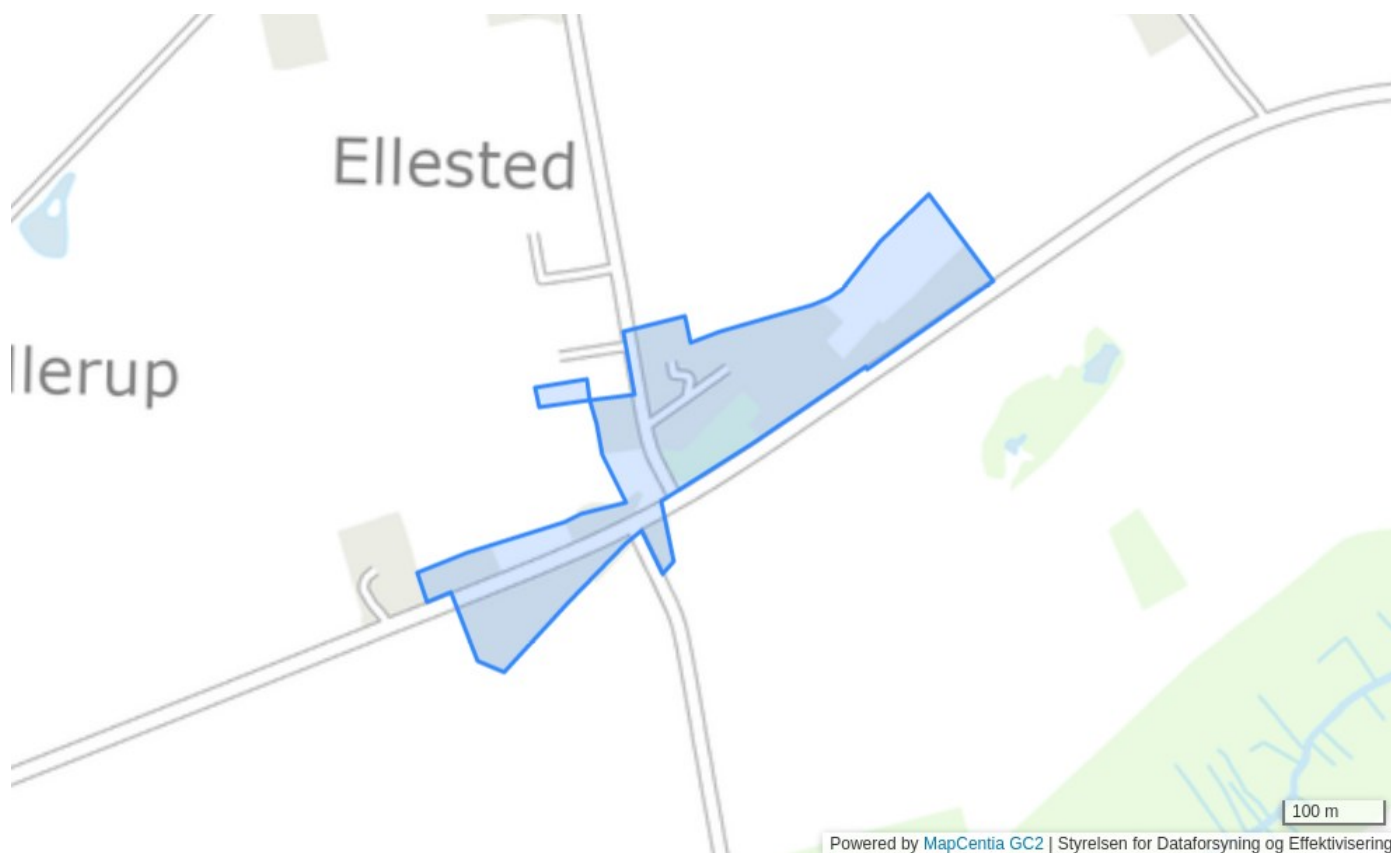 Ellested
llerup
100 m
Powered by MapCentia GC2 | Styrelsen for Dataforsyning og Effektivisering